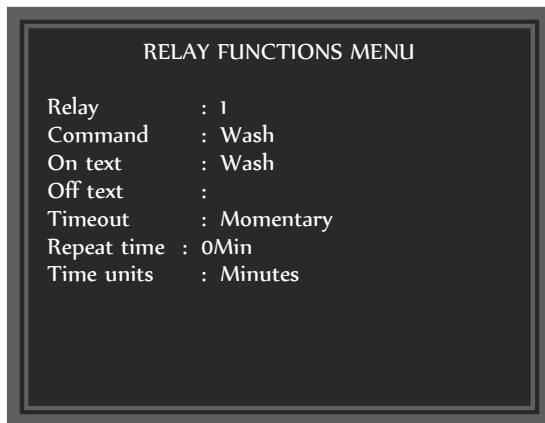 RELAY FUNCTIONS MENU
Relay : 1
Command : Wash
On text : Wash
Off text :
Timeout : Momentary
Repeat time : 0Min
Time units : Minutes